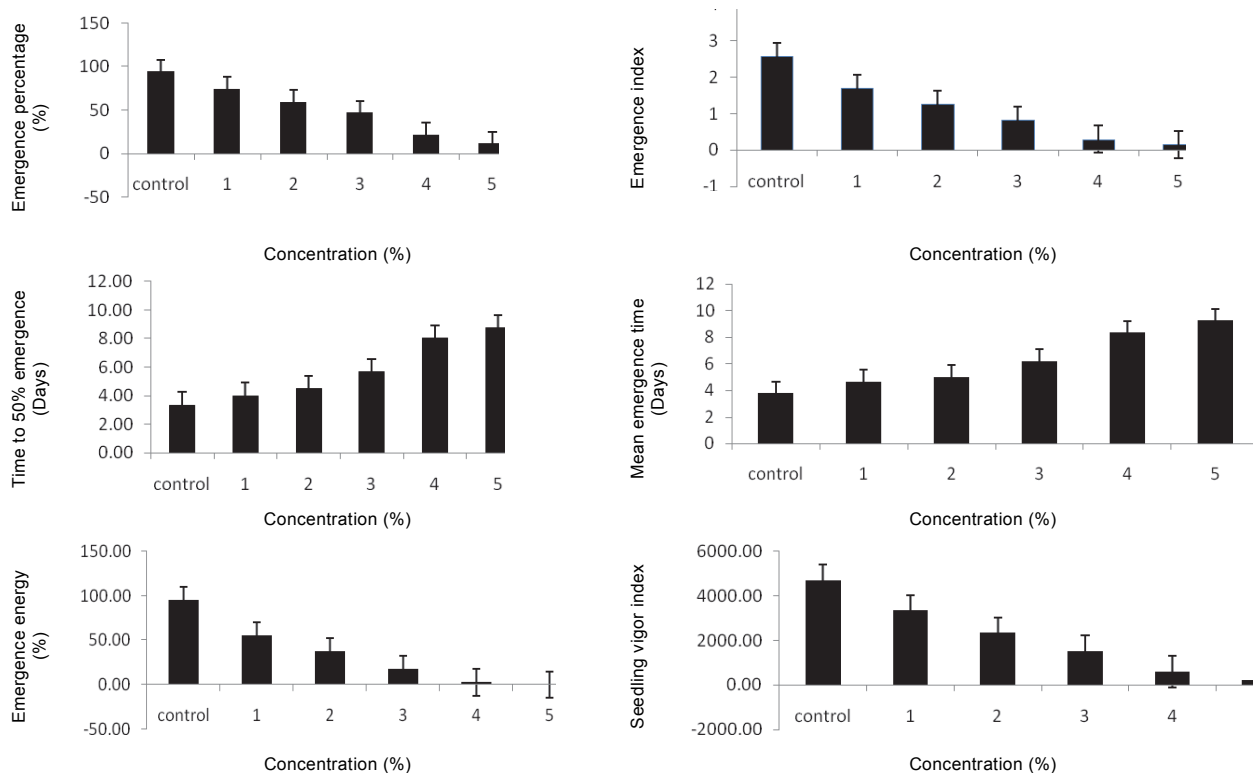 Emergence percentage
(%)
150
100
50
0
-50
control 1 2 3 4 5
Concentration (%)
Emergence index
3
2
1
0
-1
control 1 2 3 4 5
Concentration (%)
Time to 50% emergence
(Days)
12.00
10.00
8.00
6.00
4.00
2.00
0.00
control 1 2 3 4 5
Concentration (%)
Mean emergence time
(Days)
12
10
8
6
4
2
0
control 1 2 3 4 5
Concentration (%)
Emergence energy
(%)
150.00
100.00
50.00
0.00
-50.00
control 1 2 3 4 5
Concentration (%)
Seedling vigor index
6000.00
4000.00
2000.00
0.00
-2000.00
control 1 2 3 4
Concentration (%)